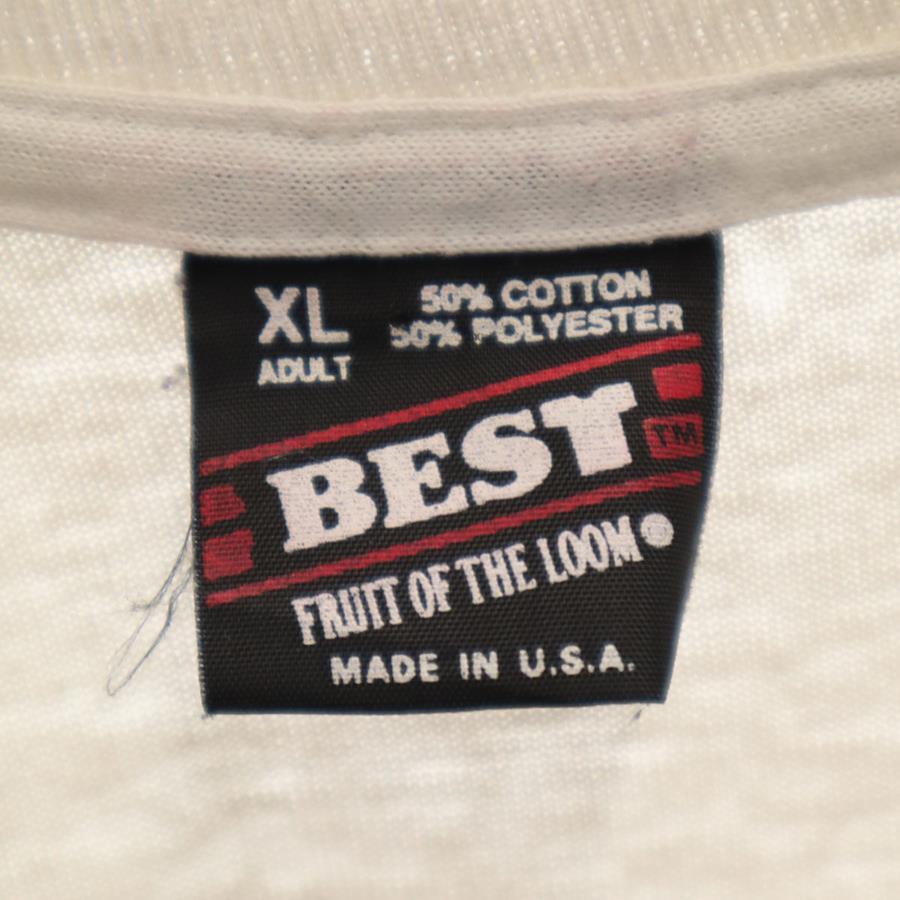 XL
ADULT
50% COTTON
50% POLYESTER
BEST
TM
FRUIT OF THE LOOM
MADE IN U.S.A.